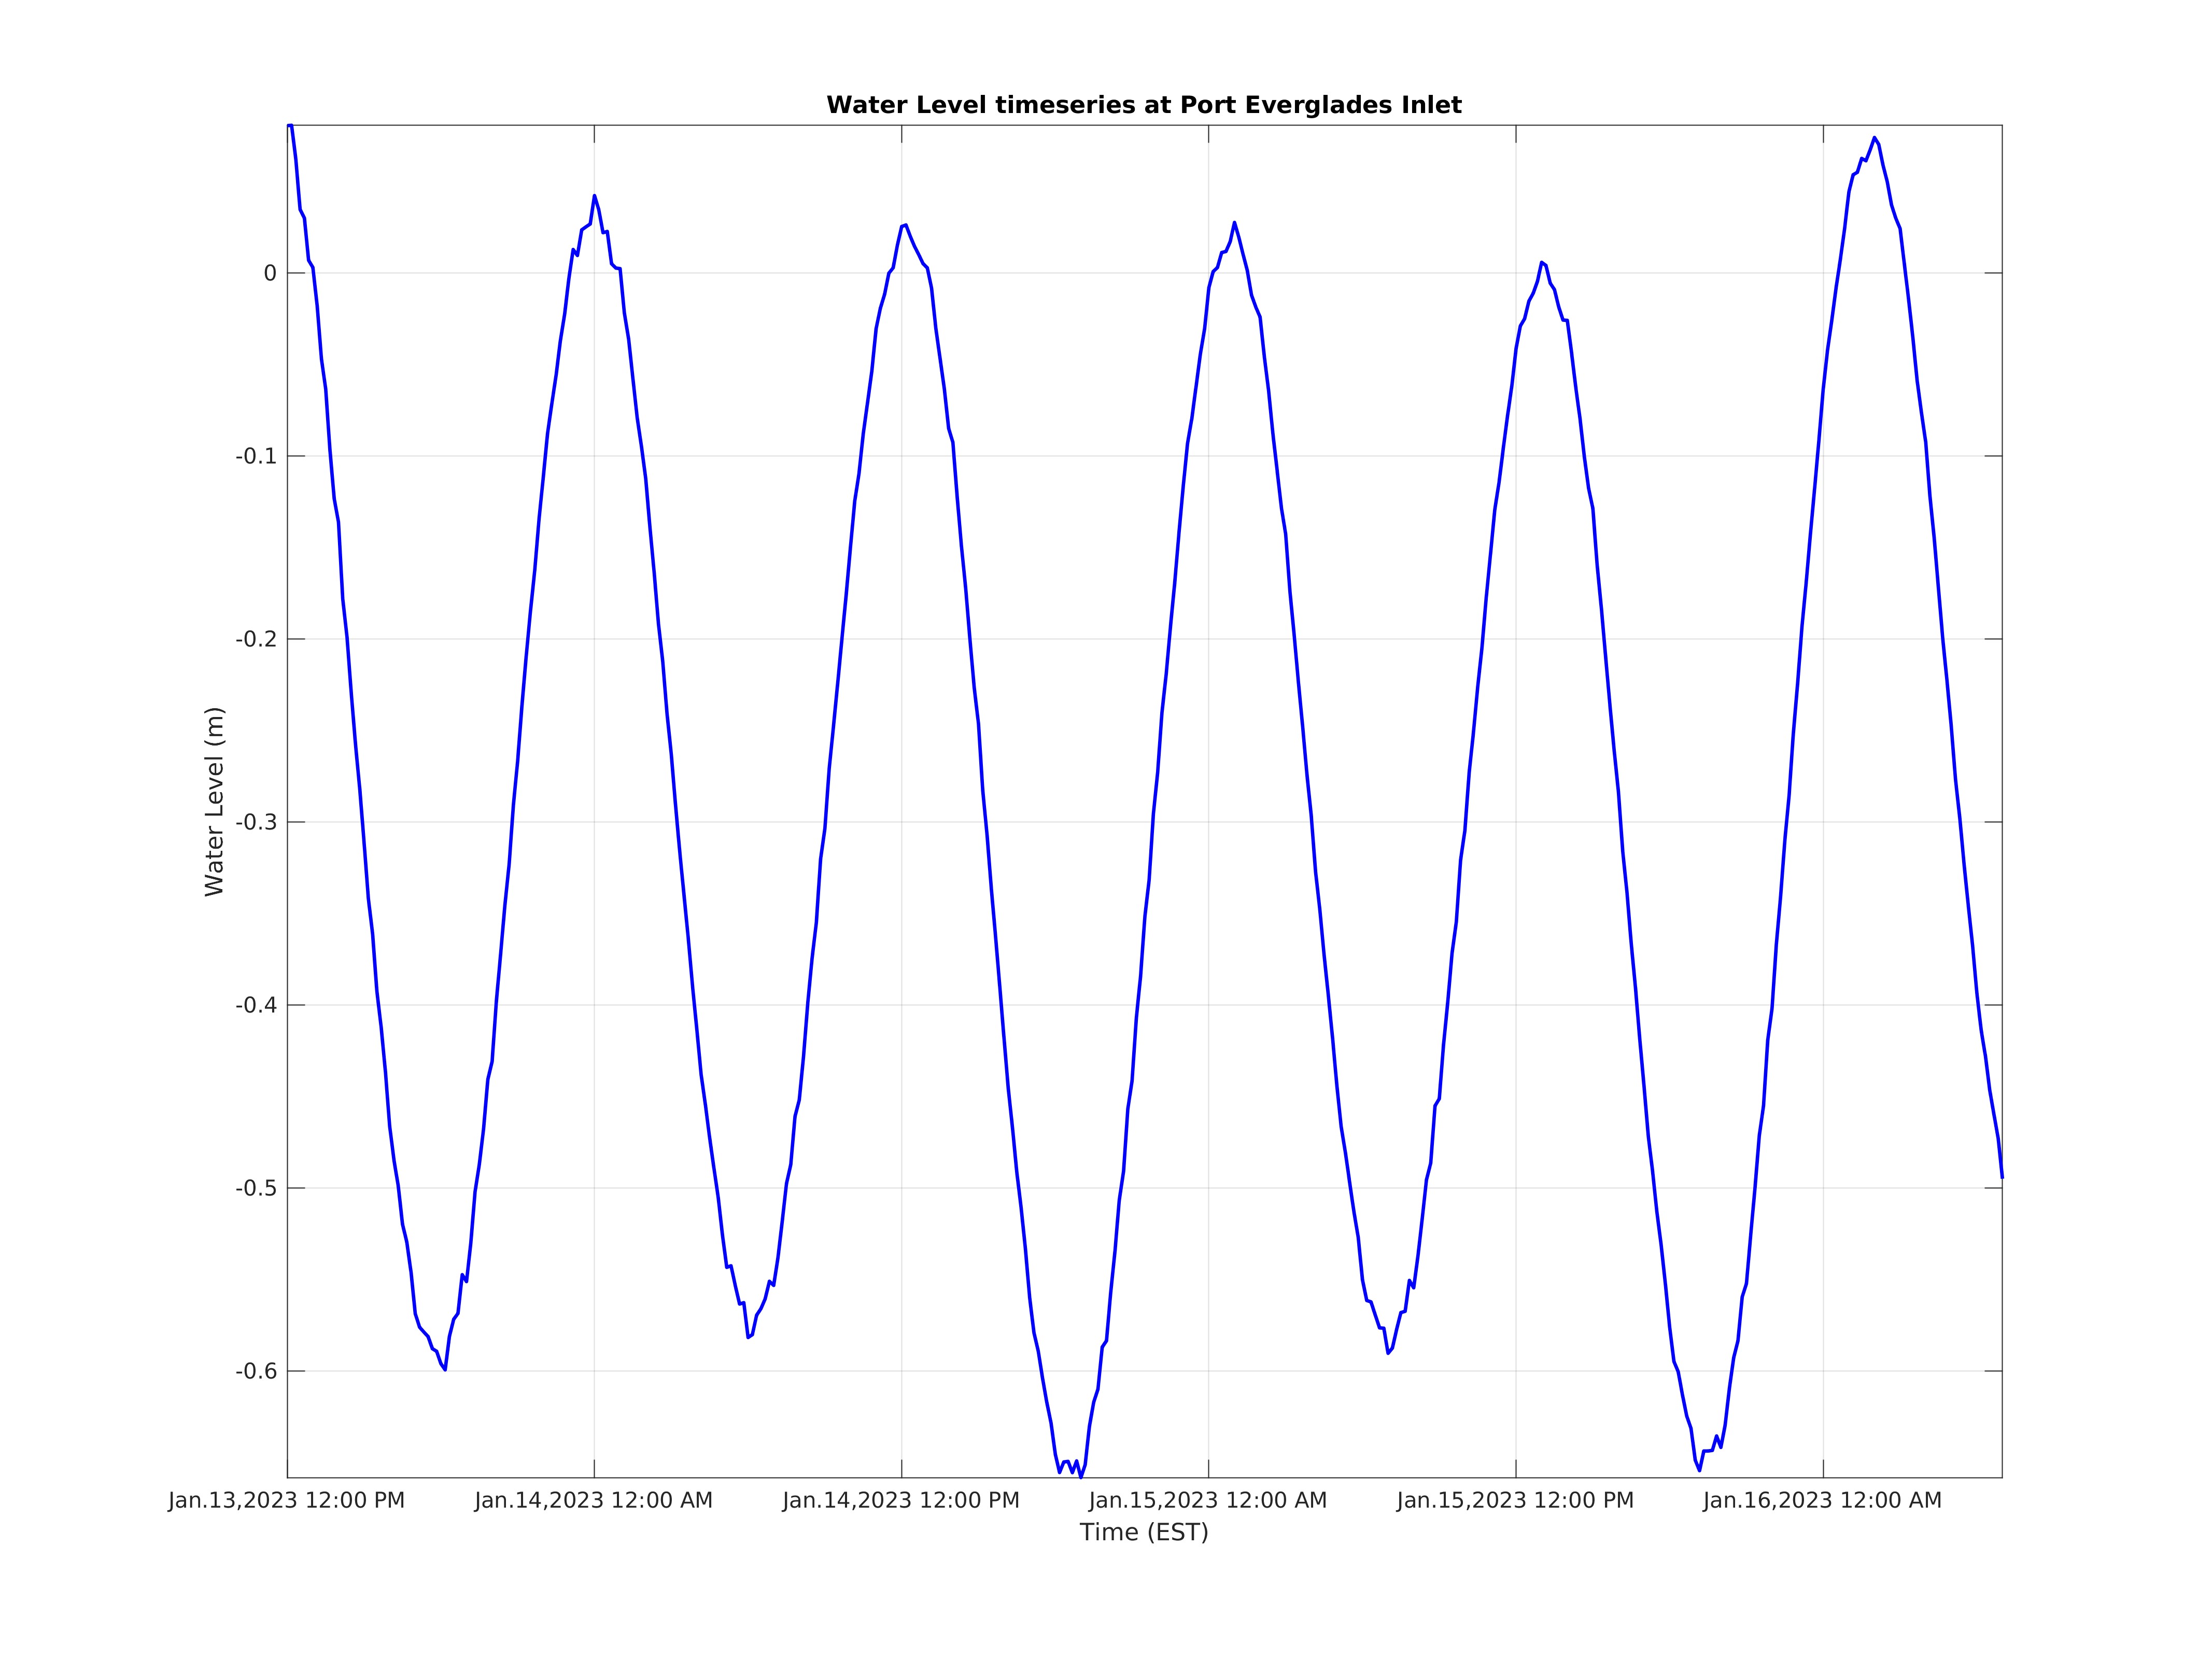 Water Level timeseries at Port Everglades Inlet
0
-0.1
-0.2
-0.3
-0.4
-0.5
-0.6
Water Level (m)
Jan.13,2023 12:00 PM
Jan.14,2023 12:00 AM
Jan.14,2023 12:00 PM
Jan.15,2023 12:00 AM
Jan.15,2023 12:00 PM
Jan.16,2023 12:00 AM
Time (EST)